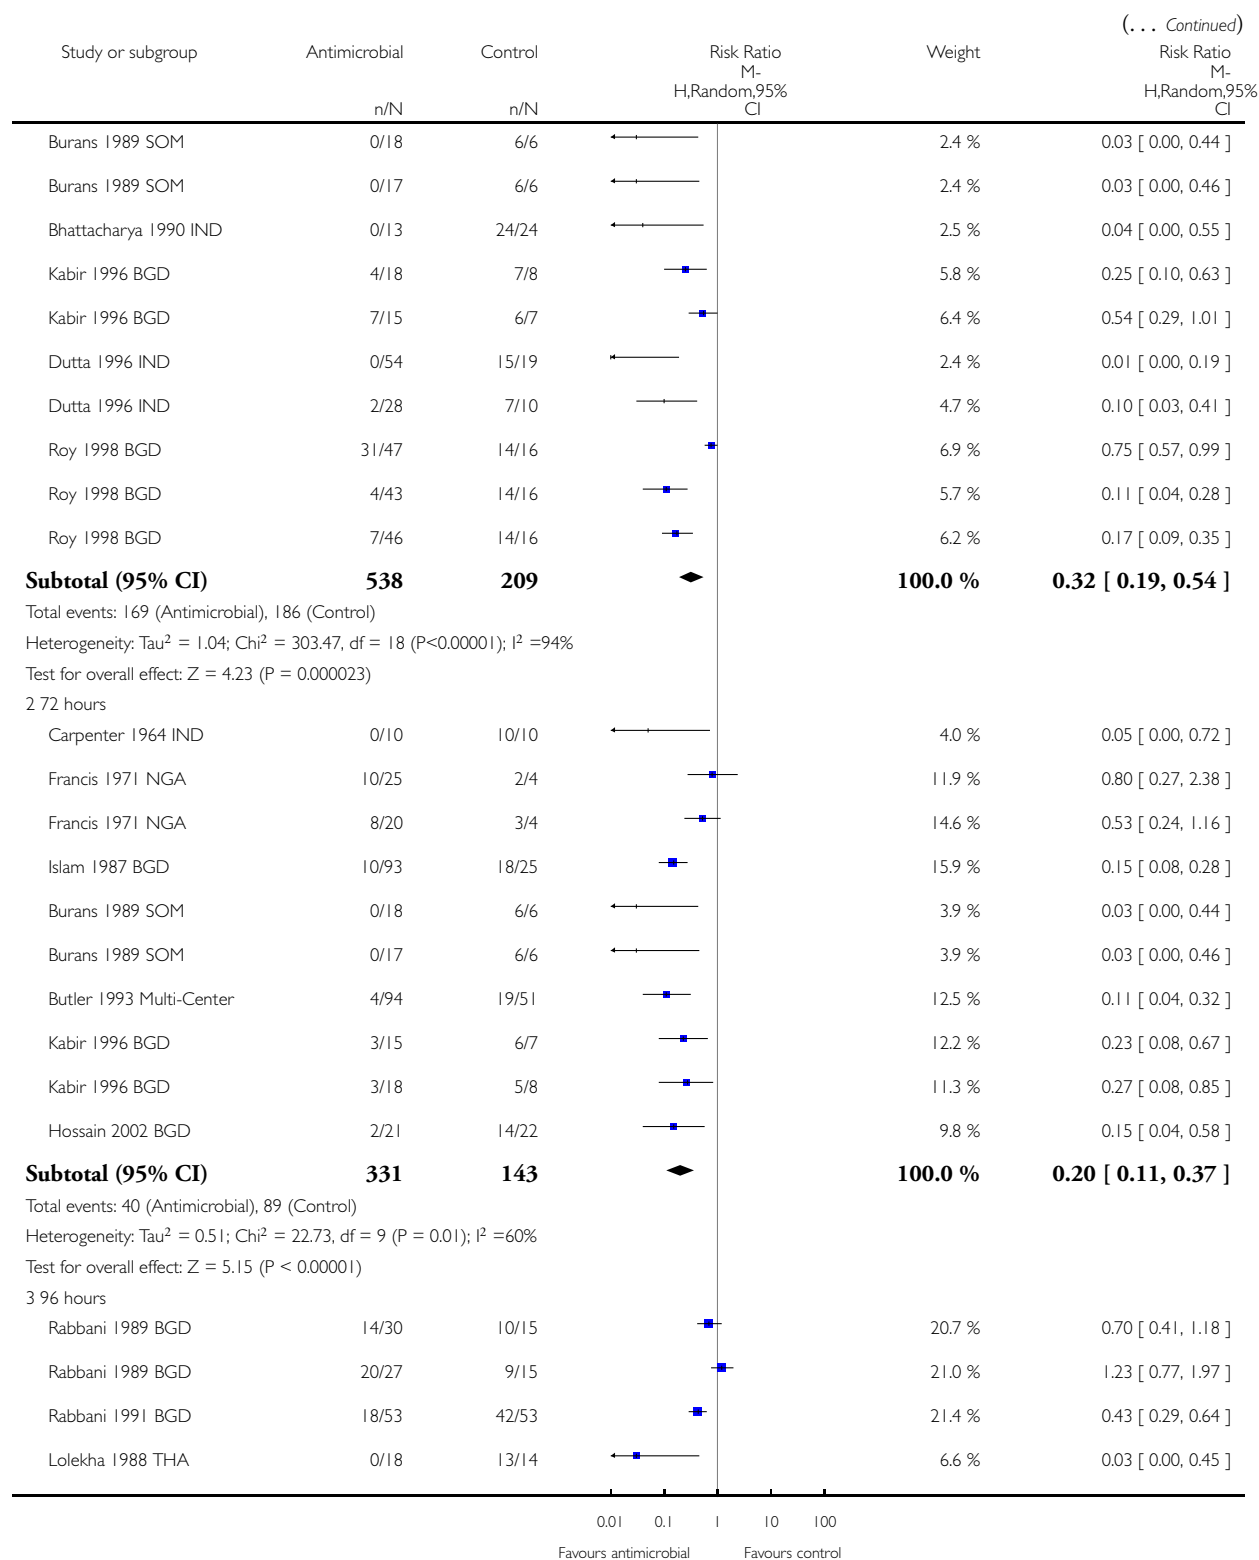 (... Continued)
Study or subgroup Antimicrobial Control Risk Ratio Weight Risk Ratio
M- M-
H,Random,95% H,Random,95%
n/N n/N CI CI
Burans 1989 SOM 0/18 6/6 2.4 % 0.03 [ 0.00, 0.44 ]
Burans 1989 SOM 0/17 6/6 2.4 % 0.03 [ 0.00, 0.46 ]
Bhattacharya 1990 IND 0/13 24/24 2.5 % 0.04 [ 0.00, 0.55 ]
Kabir 1996 BGD 4/18 7/8 5.8 % 0.25 [ 0.10, 0.63 ]
Kabir 1996 BGD 7/15 6/7 6.4 % 0.54 [ 0.29, 1.01 ]
Dutta 1996 IND 0/54 15/19 2.4 % 0.01 [ 0.00, 0.19 ]
Dutta 1996 IND 2/28 7/10 4.7 % 0.10 [ 0.03, 0.41 ]
Roy 1998 BGD 31/47 14/16 6.9 % 0.75 [ 0.57, 0.99 ]
Roy 1998 BGD 4/43 14/16 5.7 % 0.11 [ 0.04, 0.28 ]
Roy 1998 BGD 7/46 14/16 6.2 % 0.17 [ 0.09, 0.35 ]
Subtotal (95% CI) 538 209 100.0 % 0.32 [ 0.19, 0.54 ]
Total events: 169 (Antimicrobial), 186 (Control)
Heterogeneity: Tau² = 1.04; Chi² = 303.47, df = 18 (P<0.00001); I² =94%
Test for overall effect: Z = 4.23 (P = 0.000023)
2 72 hours
Carpenter 1964 IND 0/10 10/10 4.0 % 0.05 [ 0.00, 0.72 ]
Francis 1971 NGA 10/25 2/4 11.9 % 0.80 [ 0.27, 2.38 ]
Francis 1971 NGA 8/20 3/4 14.6 % 0.53 [ 0.24, 1.16 ]
Islam 1987 BGD 10/93 18/25 15.9 % 0.15 [ 0.08, 0.28 ]
Burans 1989 SOM 0/18 6/6 3.9 % 0.03 [ 0.00, 0.44 ]
Burans 1989 SOM 0/17 6/6 3.9 % 0.03 [ 0.00, 0.46 ]
Butler 1993 Multi-Center 4/94 19/51 12.5 % 0.11 [ 0.04, 0.32 ]
Kabir 1996 BGD 3/15 6/7 12.2 % 0.23 [ 0.08, 0.67 ]
Kabir 1996 BGD 3/18 5/8 11.3 % 0.27 [ 0.08, 0.85 ]
Hossain 2002 BGD 2/21 14/22 9.8 % 0.15 [ 0.04, 0.58 ]
Subtotal (95% CI) 331 143 100.0 % 0.20 [ 0.11, 0.37 ]
Total events: 40 (Antimicrobial), 89 (Control)
Heterogeneity: Tau² = 0.51; Chi² = 22.73, df = 9 (P = 0.01); I² =60%
Test for overall effect: Z = 5.15 (P < 0.00001)
3 96 hours
Rabbani 1989 BGD 14/30 10/15 20.7 % 0.70 [ 0.41, 1.18 ]
Rabbani 1989 BGD 20/27 9/15 21.0 % 1.23 [ 0.77, 1.97 ]
Rabbani 1991 BGD 18/53 42/53 21.4 % 0.43 [ 0.29, 0.64 ]
Lolekha 1988 THA 0/18 13/14 6.6 % 0.03 [ 0.00, 0.45 ]
0.01 0.1 1 10 100
Favours antimicrobial Favours control